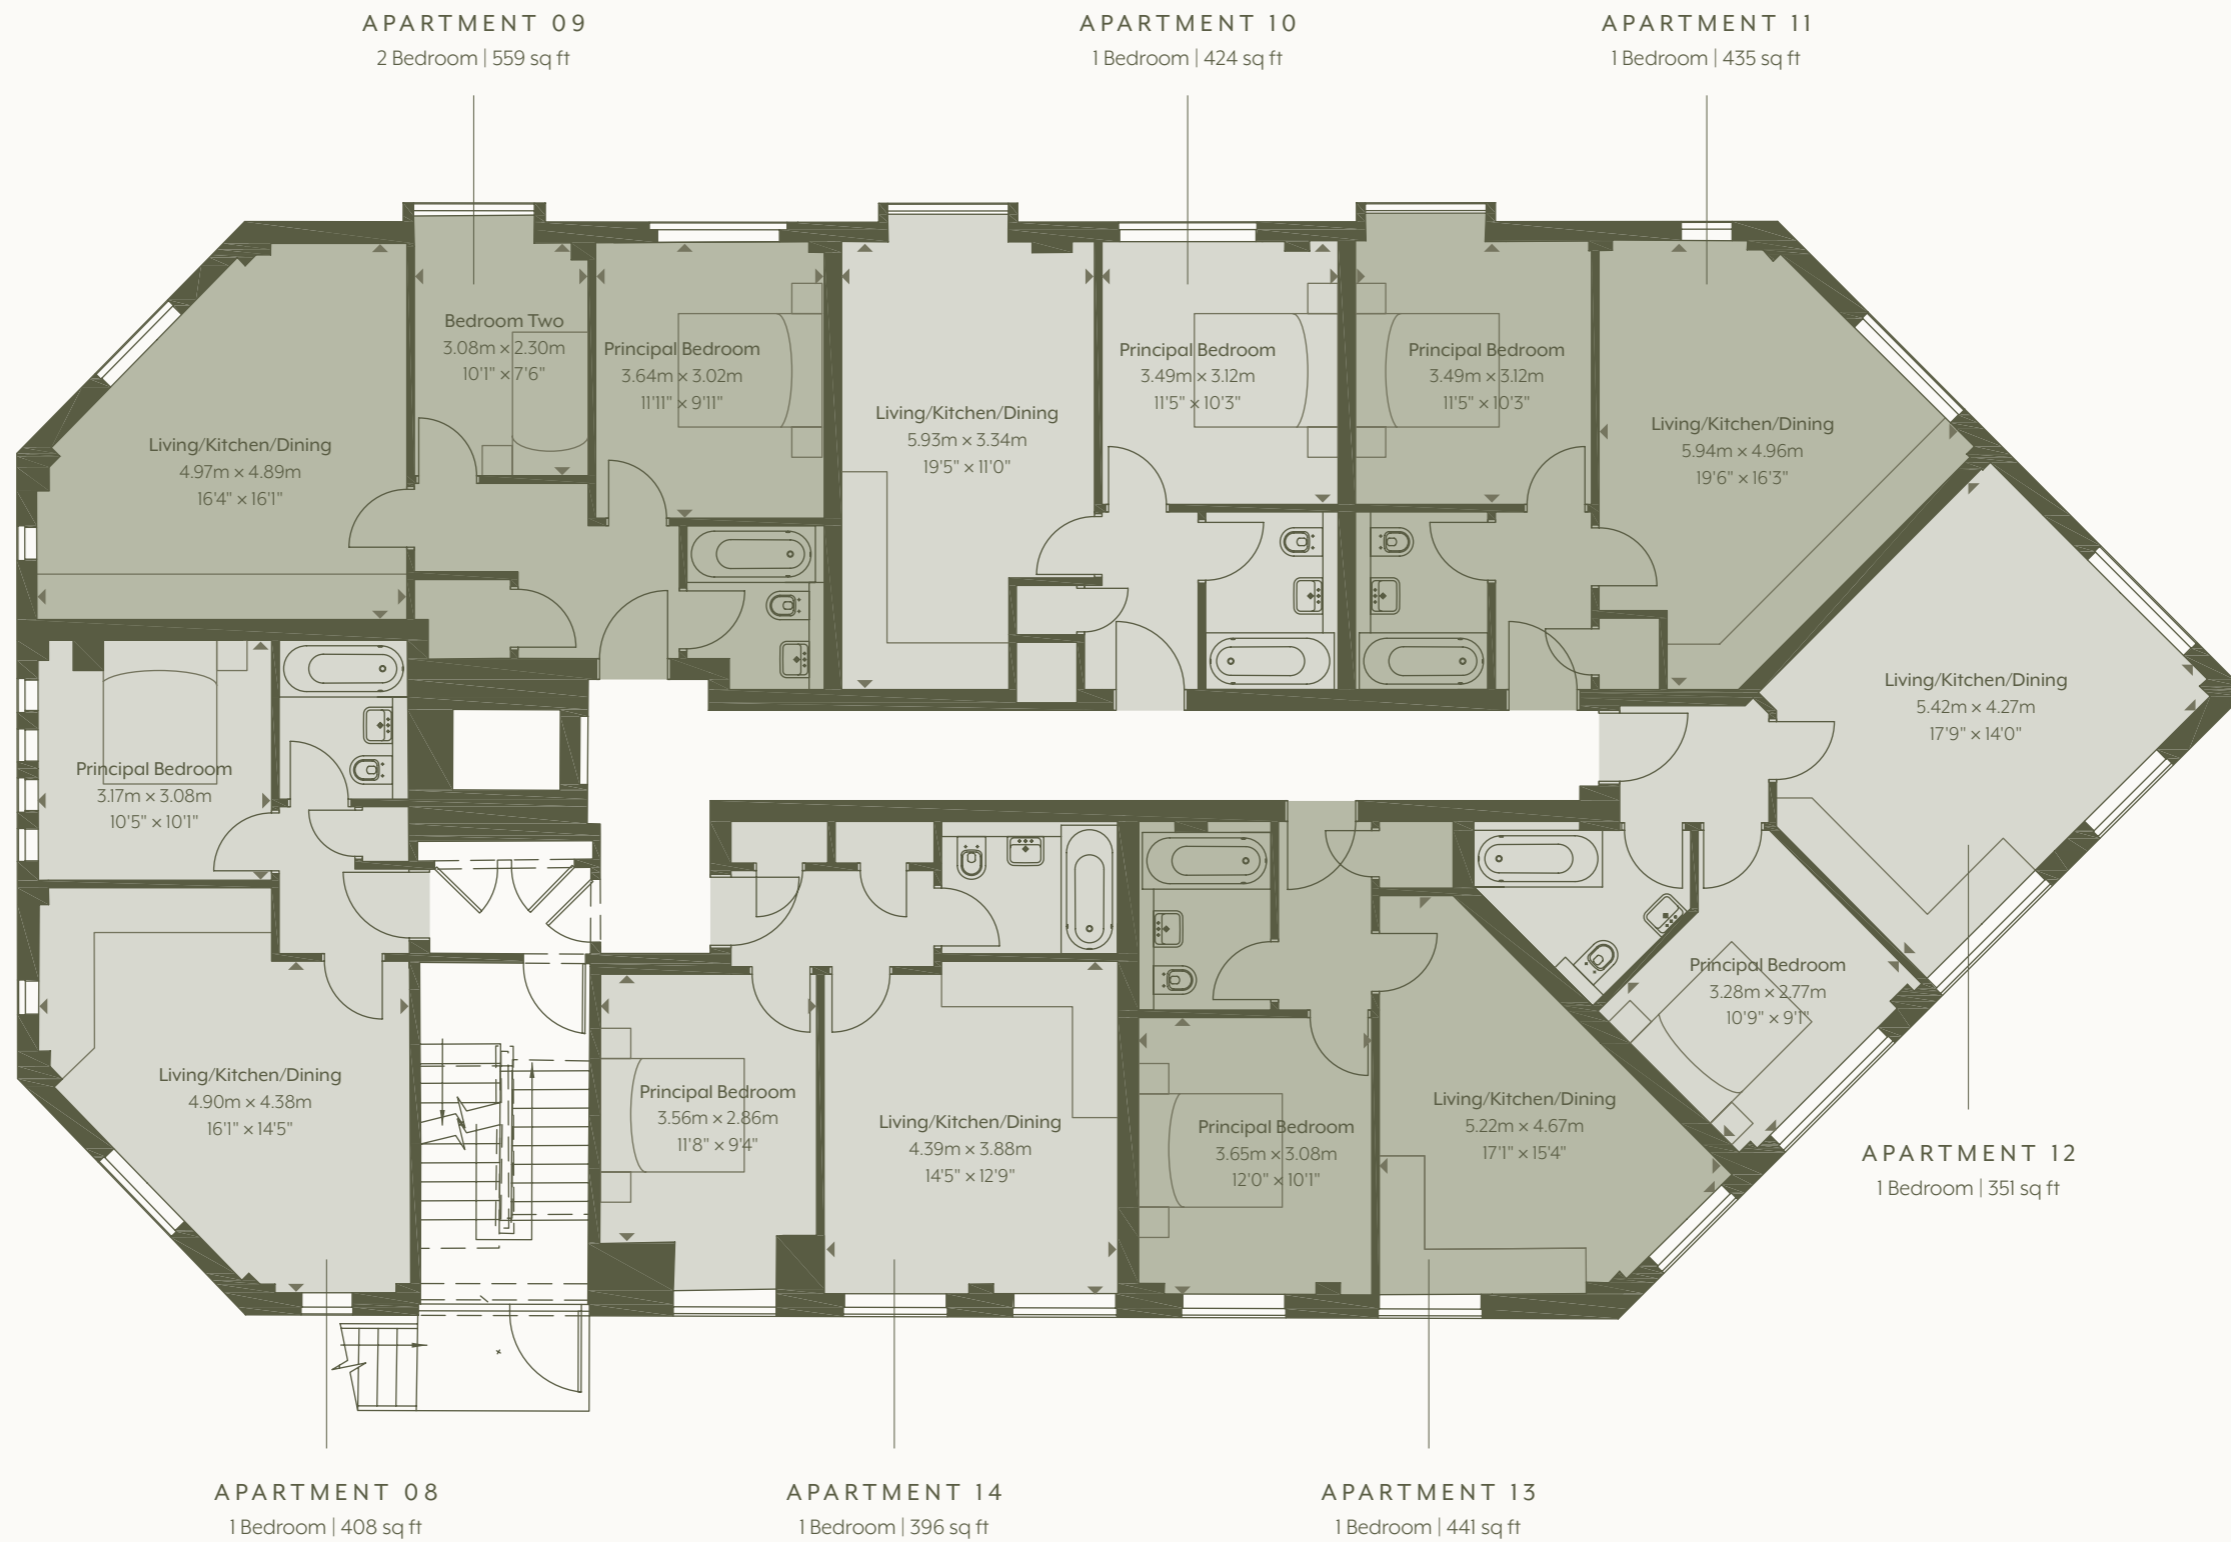 APARTMENT 09
2 Bedroom | 559 sq ft
APARTMENT 10
1 Bedroom | 424 sq ft
APARTMENT 11
1 Bedroom | 435 sq ft
Bedroom Two
3.08m × 2.30m
10'1" × 7'6"
Principal Bedroom
3.64m × 3.02m
11'11" × 9'11"
Living/Kitchen/Dining
4.97m × 4.89m
16'4" × 16'1"
Living/Kitchen/Dining
5.93m × 3.34m
19'5" × 11'0"
Principal Bedroom
3.49m × 3.12m
11'5" × 10'3"
Principal Bedroom
3.49m × 3.12m
11'5" × 10'3"
Living/Kitchen/Dining
5.94m × 4.96m
19'6" × 16'3"
Living/Kitchen/Dining
5.42m × 4.27m
17'9" × 14'0"
Principal Bedroom
3.17m × 3.08m
10'5" × 10'1"
Principal Bedroom
3.28m × 2.77m
10'9" × 9'1"
Living/Kitchen/Dining
4.90m × 4.38m
16'1" × 14'5"
Principal Bedroom
3.56m × 2.86m
11'8" × 9'4"
Living/Kitchen/Dining
4.39m × 3.88m
14'5" × 12'9"
Principal Bedroom
3.65m × 3.08m
12'0" × 10'1"
Living/Kitchen/Dining
5.22m × 4.67m
17'1" × 15'4"
APARTMENT 12
1 Bedroom | 351 sq ft
APARTMENT 08
1 Bedroom | 408 sq ft
APARTMENT 14
1 Bedroom | 396 sq ft
APARTMENT 13
1 Bedroom | 441 sq ft